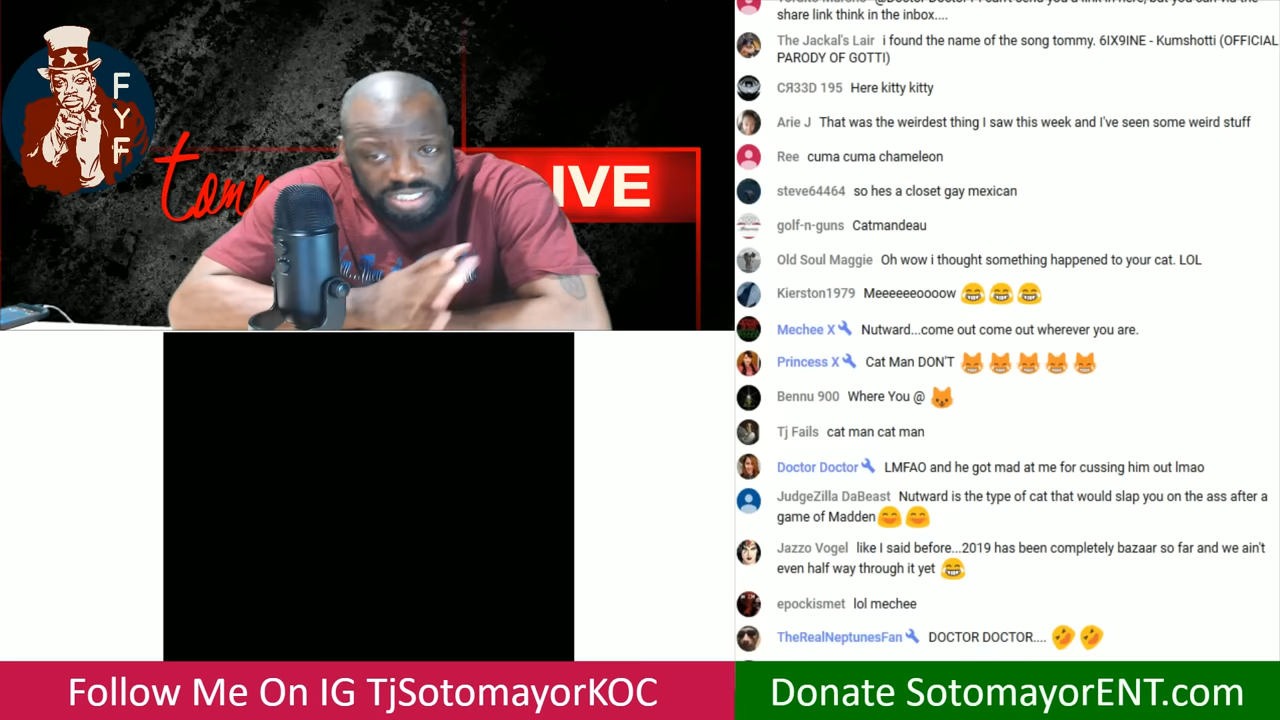 F
Y
F
IVE
share link think in the inbox....
The Jackal's Lair i found the name of the song tommy. 6IX9INE - Kumshotti (OFFICIAL
PARODY OF GOTTI)
CЯ33D 195 Here kitty kitty
Arie J That was the weirdest thing I saw this week and I've seen some weird stuff
Ree cuma cuma chameleon
steve64464 so hes a closet gay mexican
golf-n-guns Catmandeau
Old Soul Maggie Oh wow i thought something happened to your cat. LOL
Kierston1979 Meeeeeeoooow 😂😂😂
Mechee X Nutward...come out come out wherever you are.
Princess X Cat Man DON'T 😹😹😹😹😹
Bennu 900 Where You @ 🐱
Tj Fails cat man cat man
Doctor Doctor LMFAO and he got mad at me for cussing him out lmao
JudgeZilla DaBeast Nutward is the type of cat that would slap you on the ass after a
game of Madden😄😄
Jazzo Vogel like I said before...2019 has been completely bazaar so far and we ain't
even half way through it yet 😂
epockismet lol mechee
TheRealNeptunesFan DOCTOR DOCTOR.... 🤣🤣
Follow Me On IG TjSotomayorKOC
Donate SotomayorENT.com